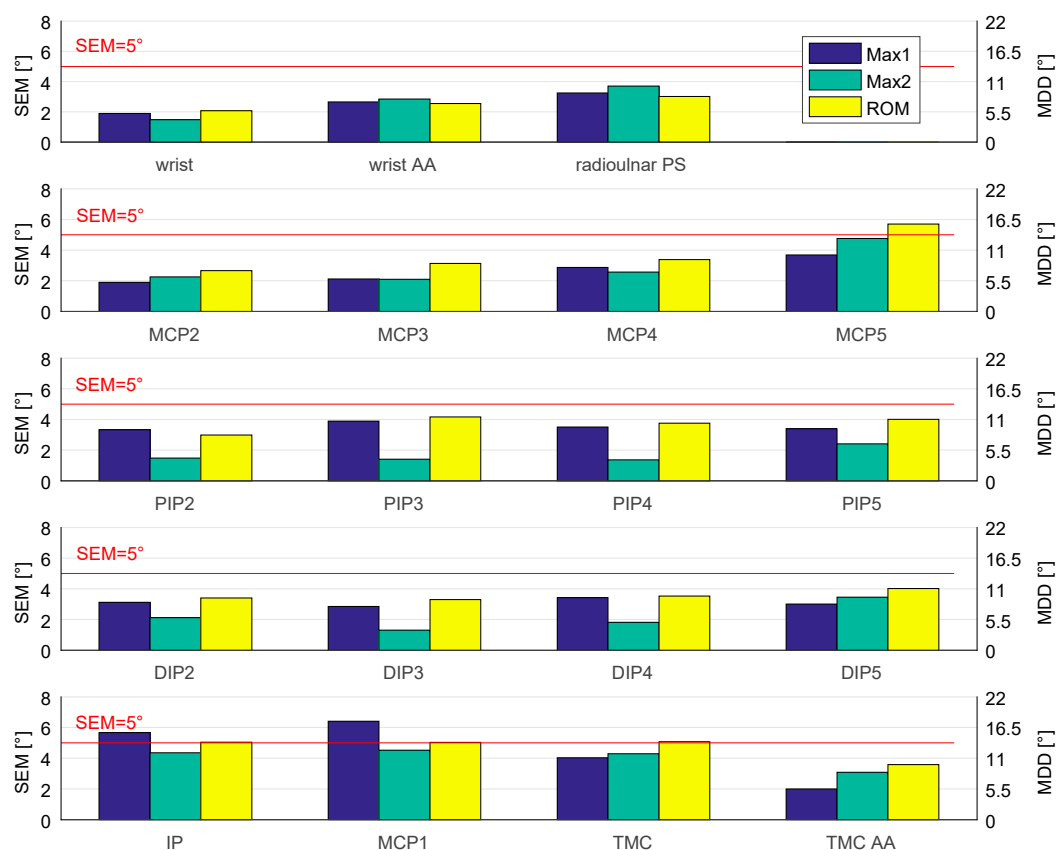 8
6
4
2
0
SEM [°]
SEM=5°
Max1
Max2
ROM
22
16.5
11
5.5
0
MDD [°]
wrist wrist AA radioulnar PS
8
6
4
2
0
SEM [°]
SEM=5°
22
16.5
11
5.5
0
MDD [°]
MCP2 MCP3 MCP4 MCP5
8
6
4
2
0
SEM [°]
SEM=5°
22
16.5
11
5.5
0
MDD [°]
PIP2 PIP3 PIP4 PIP5
8
6
4
2
0
SEM [°]
SEM=5°
22
16.5
11
5.5
0
MDD [°]
DIP2 DIP3 DIP4 DIP5
8
6
4
2
0
SEM [°]
SEM=5°
22
16.5
11
5.5
0
MDD [°]
IP MCP1 TMC TMC AA